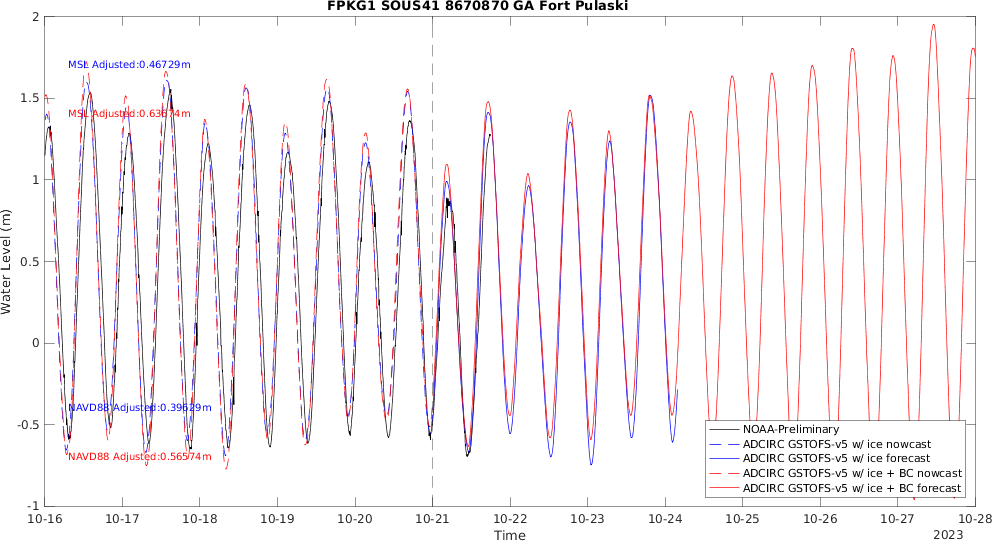 FPKG1 SOUS41 8670870 GA Fort Pulaski
MSL Adjusted:0.46729m
MSL Adjusted:0.63674m
NAVD88 Adjusted:0.39629m
NAVD88 Adjusted:0.56574m
Water Level (m)
2
1.5
1
0.5
0
-0.5
-1
NOAA-Preliminary
ADCIRC GSTOFS-v5 w/ ice nowcast
ADCIRC GSTOFS-v5 w/ ice forecast
ADCIRC GSTOFS-v5 w/ ice + BC nowcast
ADCIRC GSTOFS-v5 w/ ice + BC forecast
10-16 10-17 10-18 10-19 10-20 10-21 10-22 10-23 10-24 10-25 10-26 10-27 10-28
Time
2023